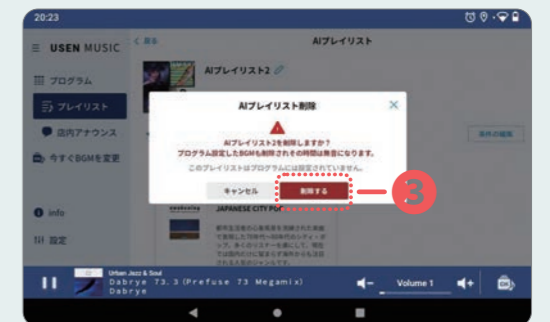 20:23
USEN MUSIC
< 戻る
AIプレイリスト
AIプレイリスト2
プログラム
プレイリスト
店内アナウンス
今すぐBGMを変更
info
設定
AIプレイリスト削除
AIプレイリスト2を削除しますか？
プログラム設定したBGMも削除されその時間は無音になります。
このプレイリストはプログラムには設定されていません。
キャンセル
削除する
3
条件の編集
JAPANESE CITY POP
Urban Jazz & Soul
Dabrye 73.3 (Prefuse 73 Megamix)
Dabrye
Volume 1